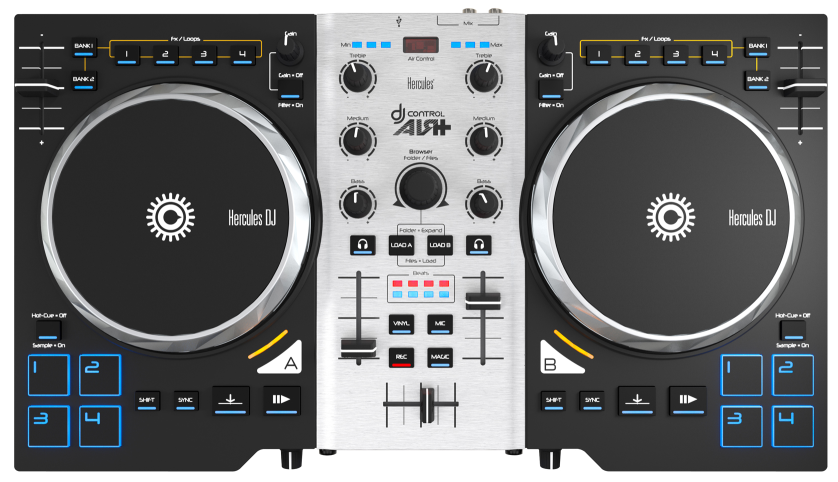 Mix
Gain
Fx / Loops
BANK 1
1 2 3 4
BANK 2
Gain = Off
Filter = On
Min
Max
Air Control
Treble
Treble
Hercules
DJ CONTROL
AIR+
Medium
Medium
Browser
Folder / Files
Bass
Bass
Folder = Expand
LOAD A
LOAD B
Files = Load
Beats
VINYL
MIC
REC
MAGIC
Gain
Fx / Loops
1 2 3 4
BANK 1
Gain = Off
BANK 2
Filter = On
Hercules DJ
Hercules DJ
Hot-Cue = Off
Sample = On
A
1 2
3 4
SHIFT
SYNC
B
SHIFT
SYNC
Hot-Cue = Off
Sample = On
1 2
3 4